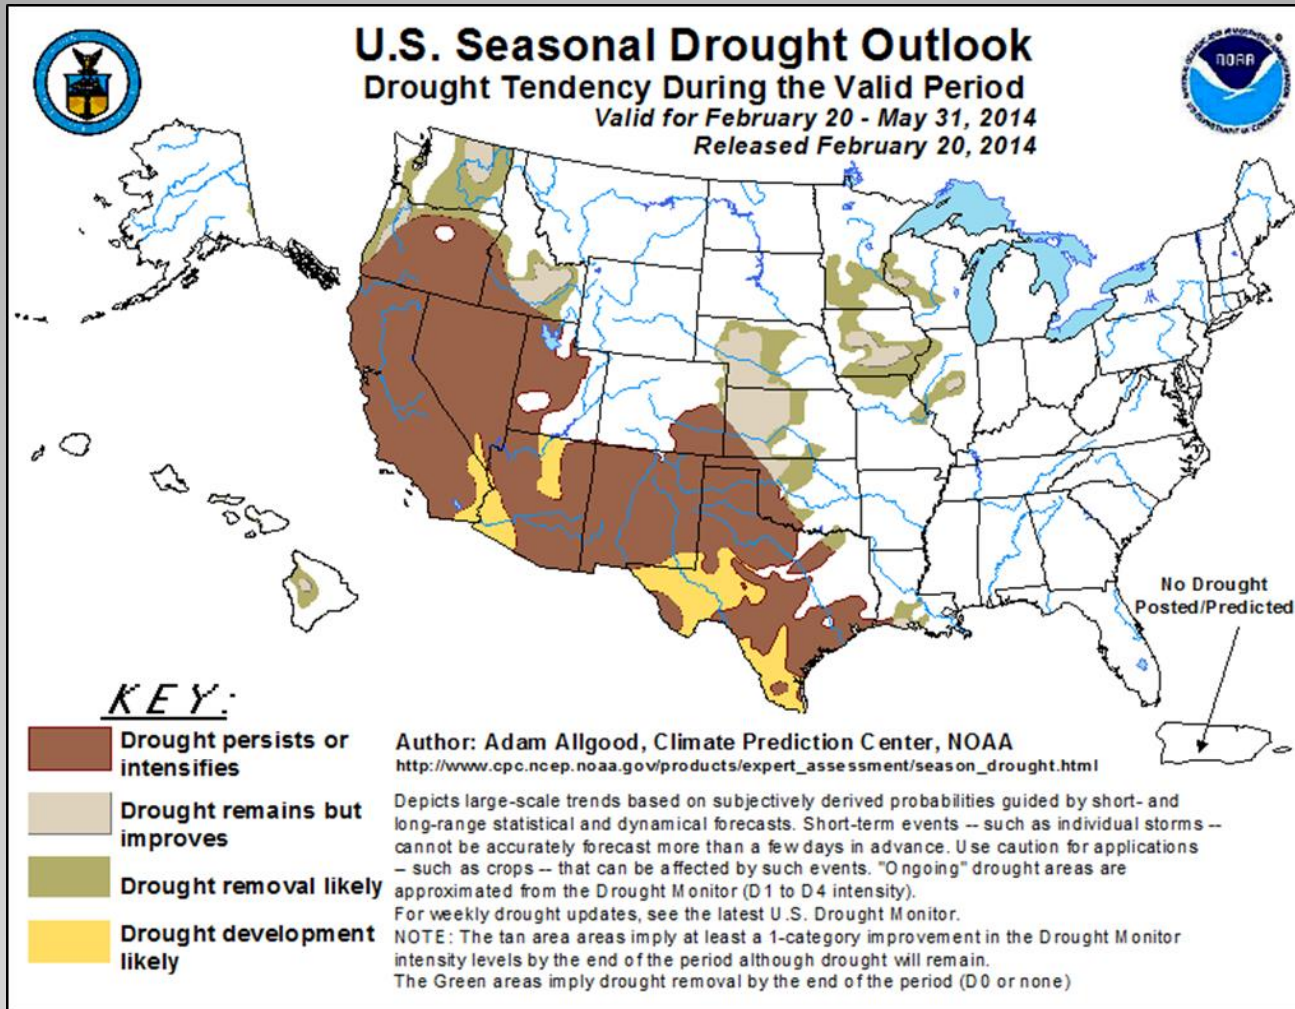 U.S. Seasonal Drought Outlook
Drought Tendency During the Valid Period
Valid for February 20 - May 31, 2014
Released February 20, 2014
NOAA
No Drought
Posted/Predicted
KEY:
Drought persists or
intensifies
Drought remains but
improves
Drought removal likely
Drought development
likely
Author: Adam Allgood, Climate Prediction Center, NOAA
http://www.cpc.ncep.noaa.gov/products/expert_assessment/season_drought.html
Depicts large-scale trends based on subjectively derived probabilities guided by short- and
long-range statistical and dynamical forecasts. Short-term events -- such as individual storms --
cannot be accurately forecast more than a few days in advance. Use caution for applications
-- such as crops -- that can be affected by such events. "Ongoing" drought areas are
approximated from the Drought Monitor (D1 to D4 intensity).
For weekly drought updates, see the latest U.S. Drought Monitor.
NOTE: The tan area areas imply at least a 1-category improvement in the Drought Monitor
intensity levels by the end of the period although drought will remain.
The Green areas imply drought removal by the end of the period (D0 or none)